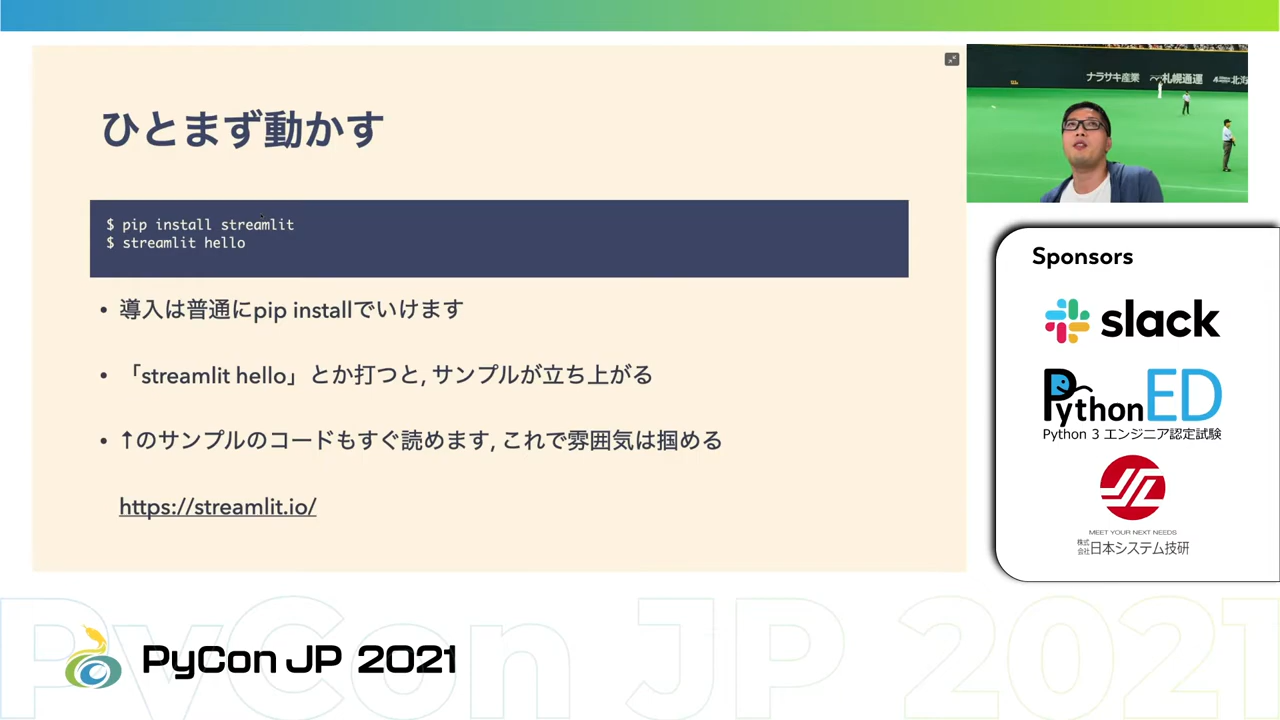 ひとまず動かす
$ pip install streamlit
$ streamlit hello
• 導入は普通にpip installでいけます
• 「streamlit hello」とか打つと, サンプルが立ち上がる
• ↑のサンプルのコードもすぐ読めます, これで雰囲気は掴める
https://streamlit.io/
ナラサキ産業 札幌通運
Sponsors
slack
PythonED
Python 3 エンジニア認定試験
MEET YOUR NEXT NEEDS
株式会社日本システム技研
PyCon JP 2021
PyCon JP 2021